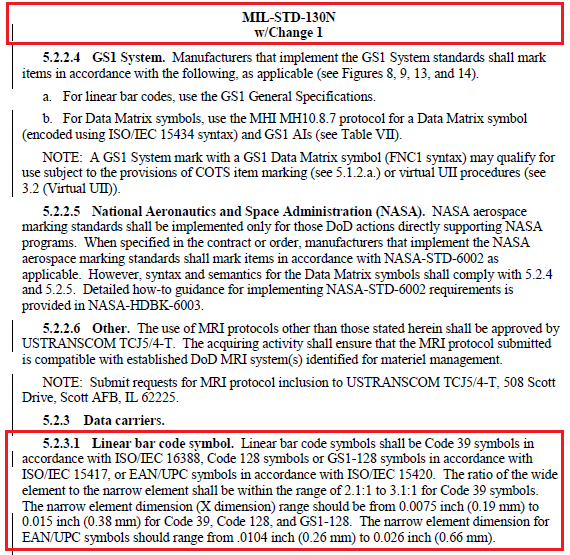 MIL-STD-130N
w/Change 1
5.2.2.4 GS1 System. Manufacturers that implement the GS1 System standards shall mark
items in accordance with the following, as applicable (see Figures 8, 9, 13, and 14).
a. For linear bar codes, use the GS1 General Specifications.
b. For Data Matrix symbols, use the MHI MH10.8.7 protocol for a Data Matrix symbol
(encoded using ISO/IEC 15434 syntax) and GS1 AIs (see Table VII).
NOTE: A GS1 System mark with a GS1 Data Matrix symbol (FNC1 syntax) may qualify for
use subject to the provisions of COTS item marking (see 5.1.2.a.) or virtual UII procedures (see
3.2 (Virtual UII)).
5.2.2.5 National Aeronautics and Space Administration (NASA). NASA aerospace
marking standards shall be implemented only for those DoD actions directly supporting NASA
programs. When specified in the contract or order, manufacturers that implement the NASA
aerospace marking standards shall mark items in accordance with NASA-STD-6002 as
applicable. However, syntax and semantics for the Data Matrix symbols shall comply with 5.2.4
and 5.2.5. Detailed how-to guidance for implementing NASA-STD-6002 requirements is
provided in NASA-HDBK-6003.
5.2.2.6 Other. The use of MRI protocols other than those stated herein shall be approved by
USTRANSCOM TCJ5/4-T. The acquiring activity shall ensure that the MRI protocol submitted
is compatible with established DoD MRI system(s) identified for materiel management.
NOTE: Submit requests for MRI protocol inclusion to USTRANSCOM TCJ5/4-T, 508 Scott
Drive, Scott AFB, IL 62225.
5.2.3 Data carriers.
5.2.3.1 Linear bar code symbol. Linear bar code symbols shall be Code 39 symbols in
accordance with ISO/IEC 16388, Code 128 symbols or GS1-128 symbols in accordance with
ISO/IEC 15417, or EAN/UPC symbols in accordance with ISO/IEC 15420. The ratio of the wide
element to the narrow element shall be within the range of 2.1:1 to 3.1:1 for Code 39 symbols.
The narrow element dimension (X dimension) range should be from 0.0075 inch (0.19 mm) to
0.015 inch (0.38 mm) for Code 39, Code 128, and GS1-128. The narrow element dimension for
EAN/UPC symbols should range from .0104 inch (0.26 mm) to 0.026 inch (0.66 mm).